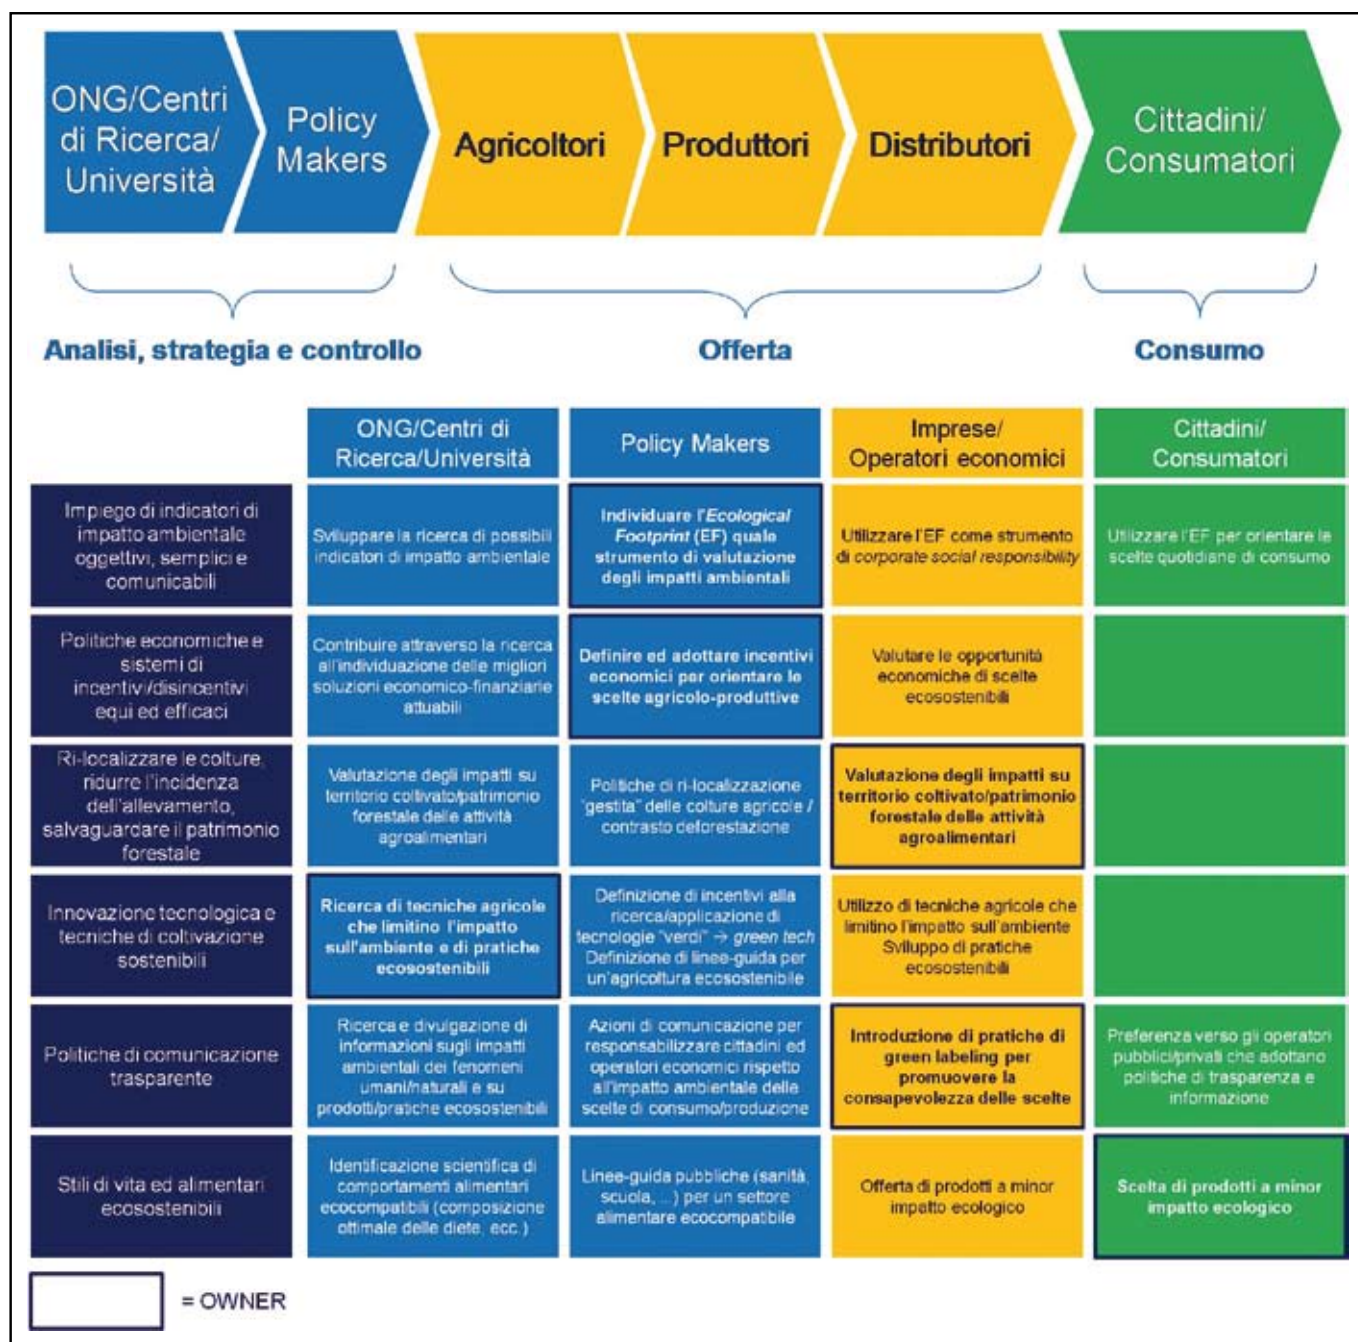 ONG/Centri
di Ricerca/
Università
Policy
Makers
Agricoltori
Produttori
Distributori
Cittadini/
Consumatori
Analisi, strategia e controllo
Offerta
Consumo
ONG/Centri di
Ricerca/Università
Policy Makers
Imprese/
Operatori economici
Cittadini/
Consumatori
Impiego di indicatori di
impatto ambientale
oggettivi, semplici e
comunicabili
Sviluppare la ricerca di possibili
indicatori di impatto ambientale
Individuare l'Ecological
Footprint (EF) quale
strumento di valutazione
degli impatti ambientali
Utilizzare l'EF come strumento
di corporate social responsibility
Utilizzare l'EF per orientare le
scelte quotidiane di consumo
Politiche economiche e
sistemi di
incentivi/disincentivi
equi ed efficaci
Contribuire attraverso la ricerca
all'individuazione delle migliori
soluzioni economico-finanziarie
attuabili
Definire ed adottare incentivi
economici per orientare le
scelte agricolo-produttive
Valutare le opportunità
economiche di scelte
ecosostenibili
Ri-localizzare le colture,
ridurre l'incidenza
dell'allevamento,
salvaguardare il patrimonio
forestale
Valutazione degli impatti su
territorio coltivato/patrimonio
forestale delle attività
agroalimentari
Politiche di ri-localizzazione
"gestita" delle colture agricole /
contrasto deforestazione
Valutazione degli impatti su
territorio coltivato/patrimonio
forestale delle attività
agroalimentari
Innovazione tecnologica e
tecniche di coltivazione
sostenibili
Ricerca di tecniche agricole
che limitino l'impatto
sull'ambiente e di pratiche
ecosostenibili
Definizione di incentivi alla
ricerca/applicazione di
tecnologie "verdi" → green tech
Definizione di linee-guida per
un'agricoltura ecosostenibile
Utilizzo di tecniche agricole che
limitino l'impatto sull'ambiente
Sviluppo di pratiche
ecosostenibili
Politiche di comunicazione
trasparente
Ricerca e divulgazione di
informazioni sugli impatti
ambientali dei fenomeni
umani/naturali e su
prodotti/pratiche ecosostenibili
Azioni di comunicazione per
responsabilizzare cittadini ed
operatori economici rispetto
all'impatto ambientale delle
scelte di consumo/produzione
Introduzione di pratiche di
green labeling per
promuovere la
consapevolezza delle scelte
Preferenza verso gli operatori
pubblici/privati che adottano
politiche di trasparenza e
informazione
Stili di vita ed alimentari
ecosostenibili
Identificazione scientifica di
comportamenti alimentari
ecocompatibili (composizione
ottimale delle diete, ecc.)
Linee-guida pubbliche (sanità,
scuola, ...) per un settore
alimentare ecocompatibile
Offerta di prodotti a minor
impatto ecologico
Scelta di prodotti a minor
impatto ecologico
= OWNER